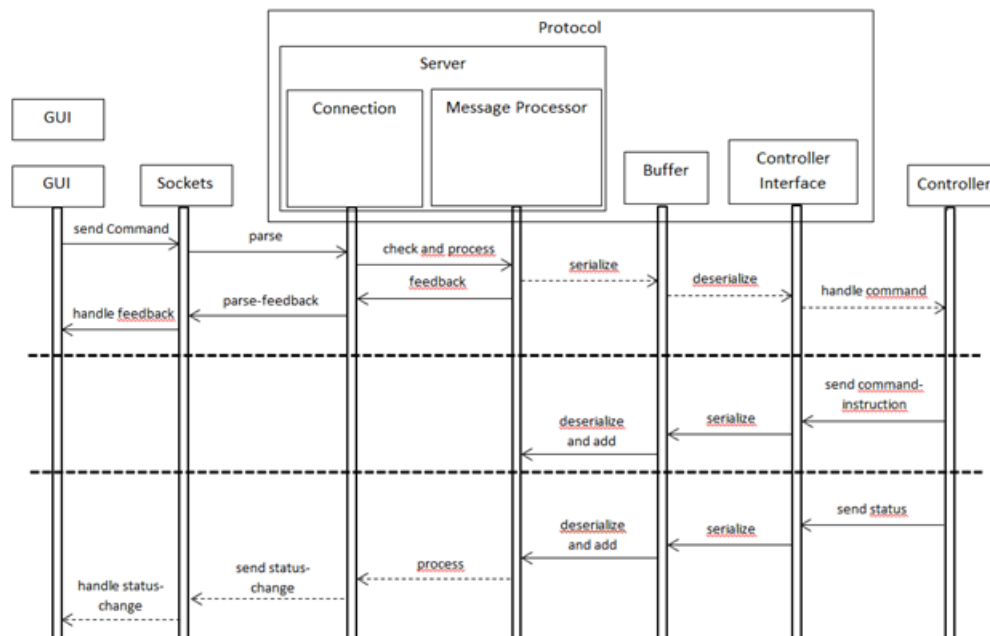 Protocol
Server
Connection
Message Processor
GUI
GUI
Sockets
Buffer
Controller
Interface
Controller
send Command
parse
check and process
serialize
deserialize
handle command
feedback
parse-feedback
handle feedback
send command-
instruction
serialize
deserialize
and add
send status
serialize
deserialize
and add
process
send status-
change
handle status-
change